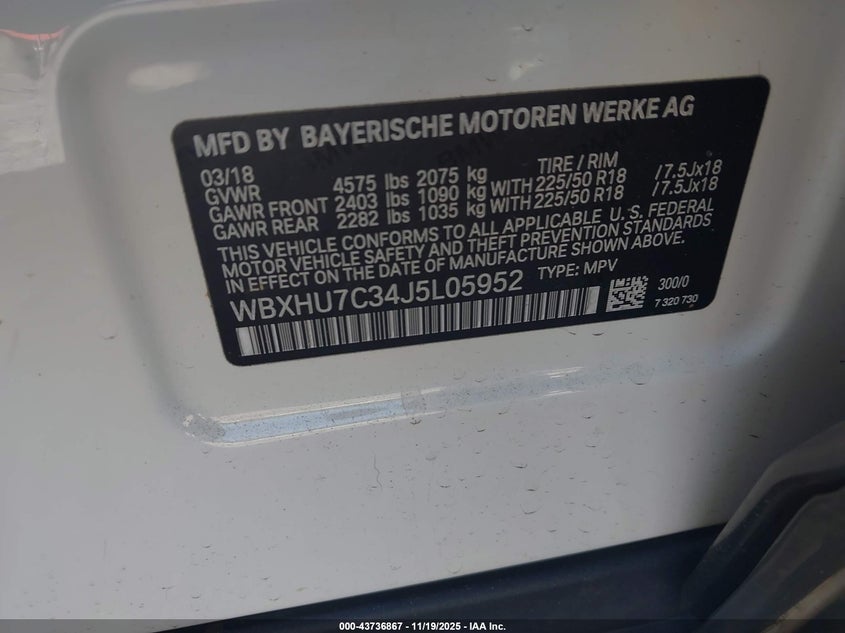 MFD BY BAYERISCHE MOTOREN WERKE AG
03/18 TIRE / RIM
GVWR 4575 lbs 2075 kg
GAWR FRONT 2403 lbs 1090 kg WITH 225/50 R18 /7.5Jx18
GAWR REAR 2282 lbs 1035 kg WITH 225/50 R18 /7.5Jx18
THIS VEHICLE CONFORMS TO ALL APPLICABLE U. S. FEDERAL
MOTOR VEHICLE SAFETY AND THEFT PREVENTION STANDARDS
IN EFFECT ON THE DATE OF MANUFACTURE SHOWN ABOVE.
WBXHU7C34J5L05952 TYPE: MPV
300/0
7 320 730
000-43736867 - 11/19/2025 - IAA Inc.